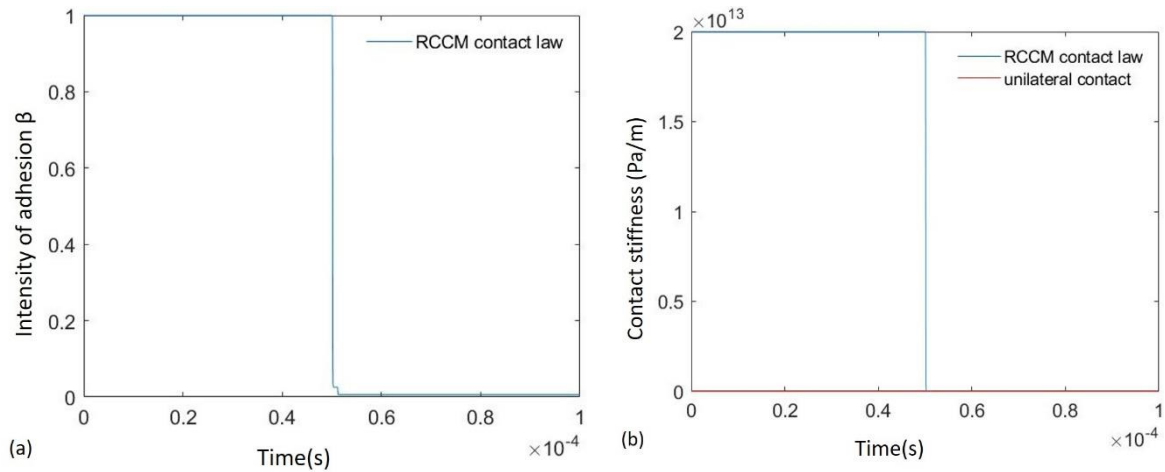 1
0.8
0.6
0.4
0.2
0
Intensity of adhesion β
RCCM contact law
0 0.2 0.4 0.6 0.8 1
×10-4
Time(s)
(a)
×10 13
2
1.5
1
0.5
0
Contact stiffness (Pa/m)
RCCM contact law
unilateral contact
0 0.2 0.4 0.6 0.8 1
×10-4
Time(s)
(b)